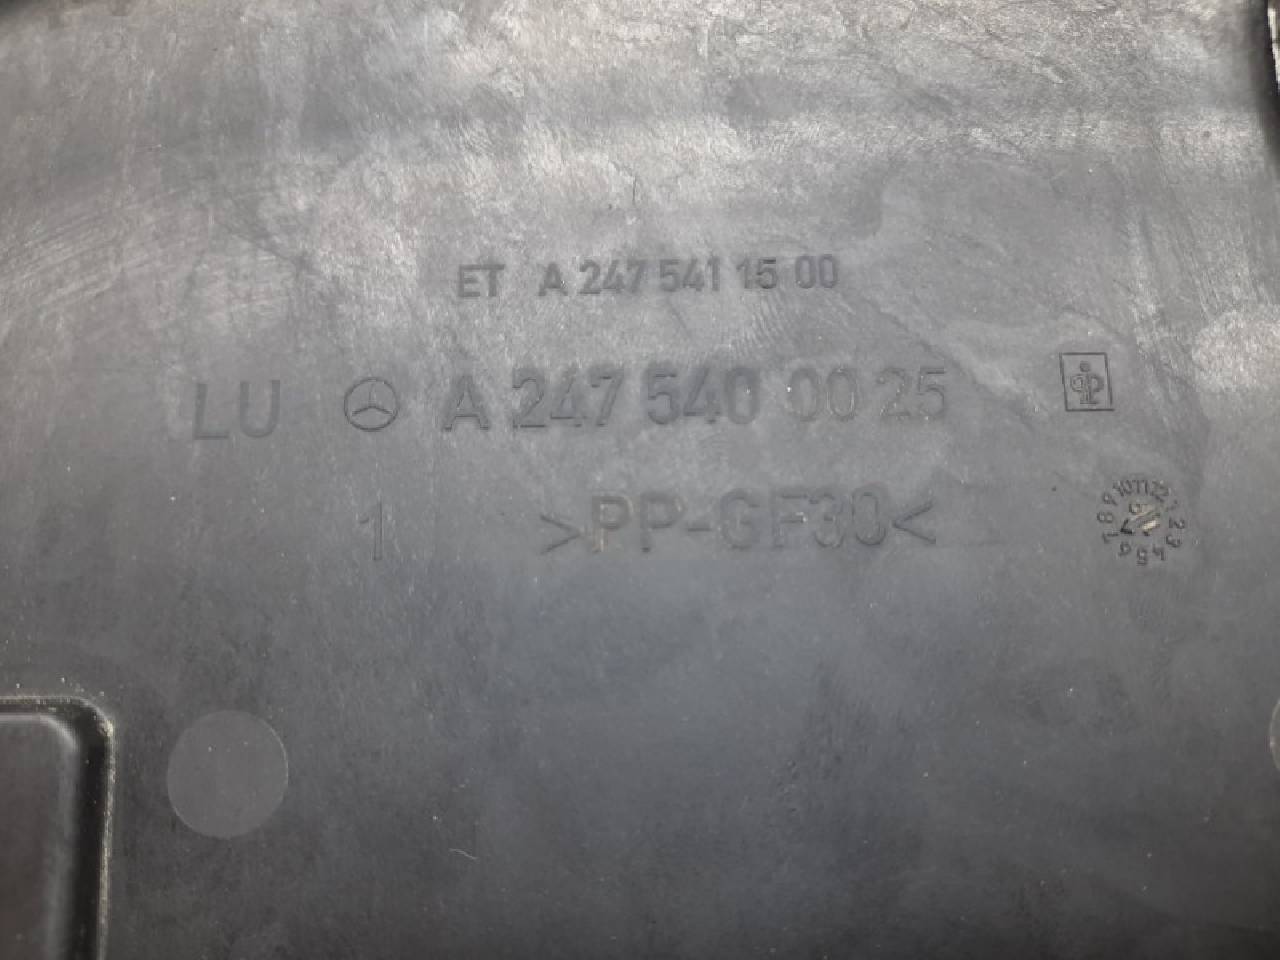 ET A 247 541 15 00
LU A 247 540 00 25
1 >PP-GF30<